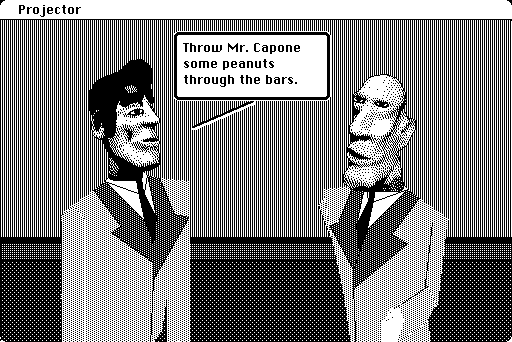 Projector
Throw Mr. Capone
some peanuts
through the bars.